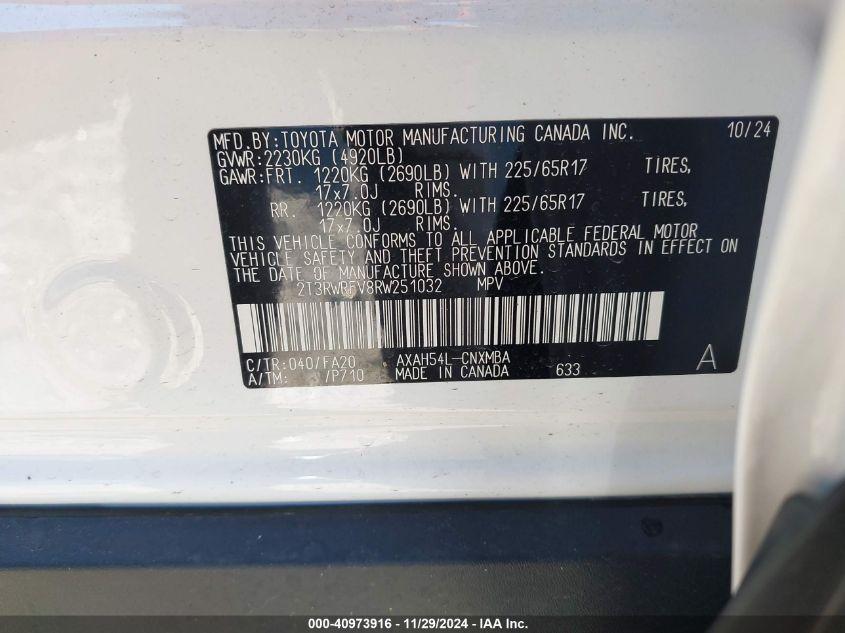 MFD.BY:TOYOTA MOTOR MANUFACTURING CANADA INC. 10/24
GVWR:2230KG (4920LB)
GAWR:FRT. 1220KG (2690LB) WITH 225/65R17 TIRES,
17x7.0J RIMS.
RR. 1220KG (2690LB) WITH 225/65R17 TIRES,
17x7.0J RIMS.
THIS VEHICLE CONFORMS TO ALL APPLICABLE FEDERAL MOTOR
VEHICLE SAFETY AND THEFT PREVENTION STANDARDS IN EFFECT ON
THE DATE OF MANUFACTURE SHOWN ABOVE.
2T3RWRFV8RW251032 MPV
C/TR:040/FA20 AXAH54L-CNXMBA
A/TM: /P710 MADE IN CANADA 633 A
000-40973916 - 11/29/2024 - IAA Inc.